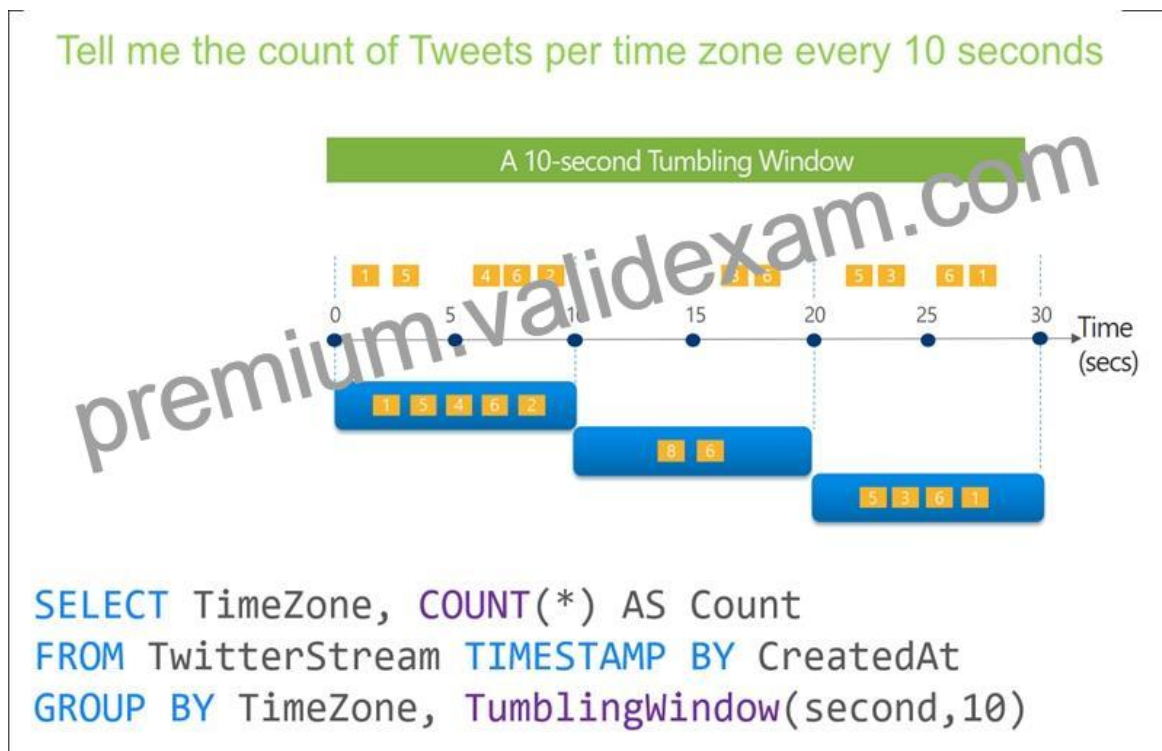 Tell me the count of Tweets per time zone every 10 seconds
A 10-second Tumbling Window
1 5 4 6 2 8 6 5 3 6 1
0 5 10 15 20 25 30 Time
(secs)
1 5 4 6 2
8 6
5 3 6 1
premium.validexam.com
SELECT TimeZone, COUNT(*) AS Count
FROM TwitterStream TIMESTAMP BY CreatedAt
GROUP BY TimeZone, TumblingWindow(second,10)